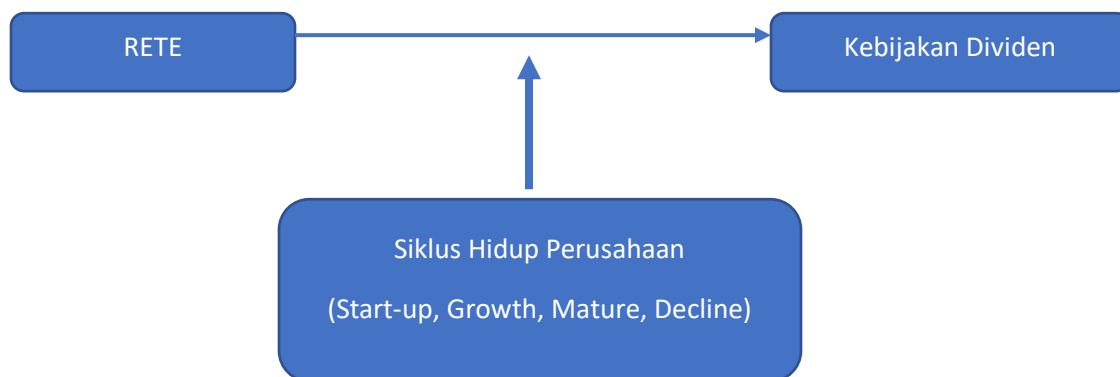 RETE
Kebijakan Dividen
Siklus Hidup Perusahaan
(Start-up, Growth, Mature, Decline)